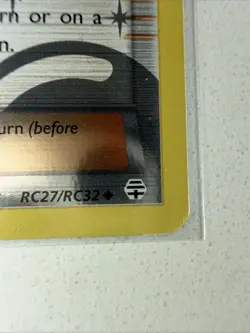 rn or on a
n.
urn (before
RC27/RC32